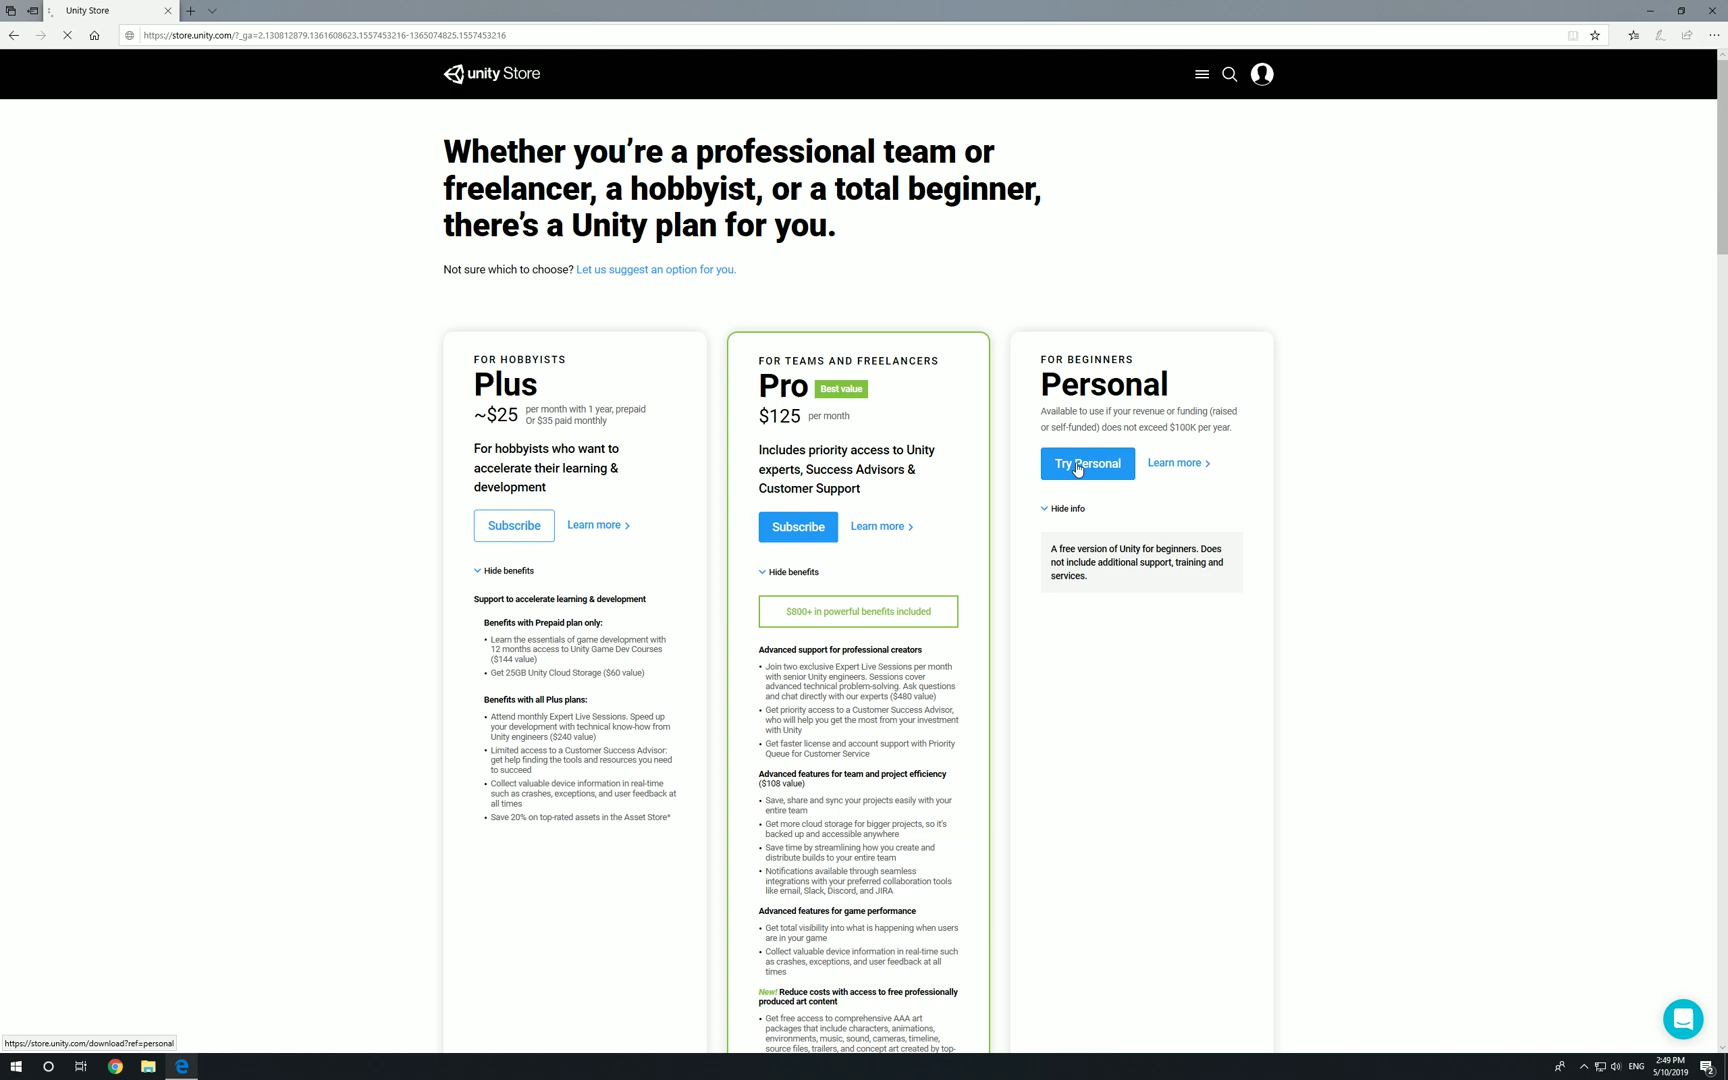 Unity Store
https://store.unity.com/?_ga=2.130812879.1361608623.1557453216-1365074825.1557453216
unity Store
Whether you're a professional team or
freelancer, a hobbyist, or a total beginner,
there's a Unity plan for you.
Not sure which to choose? Let us suggest an option for you.
FOR HOBBYISTS
Plus
~$25 per month with 1 year, prepaid
Or $35 paid monthly
For hobbyists who want to
accelerate their learning &
development
Subscribe Learn more >
Hide benefits
Support to accelerate learning & development
Benefits with Prepaid plan only:
• Learn the essentials of game development with
12 months access to Unity Game Dev Courses
($144 value)
• Get 25GB Unity Cloud Storage ($60 value)
Benefits with all Plus plans:
• Attend monthly Expert Live Sessions. Speed up
your development with technical know-how from
Unity engineers ($240 value)
• Limited access to a Customer Success Advisor:
get help finding the tools and resources you need
to succeed
• Collect valuable device information in real-time
such as crashes, exceptions, and user feedback at
all times
• Save 20% on top-rated assets in the Asset Store*
FOR TEAMS AND FREELANCERS
Pro Best value
$125 per month
Includes priority access to Unity
experts, Success Advisors &
Customer Support
Subscribe Learn more >
Hide benefits
$800+ in powerful benefits included
Advanced support for professional creators
• Join two exclusive Expert Live Sessions per month
with senior Unity engineers. Sessions cover
advanced technical problem-solving. Ask questions
and chat directly with our experts ($480 value)
• Get priority access to a Customer Success Advisor,
who will help you get the most from your investment
with Unity
• Get faster license and account support with Priority
Queue for Customer Service
Advanced features for team and project efficiency
($108 value)
• Save, share and sync your projects easily with your
entire team
• Get more cloud storage for bigger projects, so it's
backed up and accessible anywhere
• Save time by streamlining how you create and
distribute builds to your entire team
• Notifications available through seamless
integrations with your preferred collaboration tools
like email, Slack, Discord, and JIRA
Advanced features for game performance
• Get total visibility into what is happening when users
are in your game
• Collect valuable device information in real-time such
as crashes, exceptions, and user feedback at all
times
New! Reduce costs with access to free professionally
produced art content
• Get free access to comprehensive AAA art
packages that include characters, animations,
environments, music, sound, cameras, timeline,
source files, trailers, and concept art created by top-
FOR BEGINNERS
Personal
Available to use if your revenue or funding (raised
or self-funded) does not exceed $100K per year.
Try Personal Learn more >
Hide info
A free version of Unity for beginners. Does
not include additional support, training and
services.
https://store.unity.com/download?ref=personal
ENG
2:49 PM
5/10/2019
2